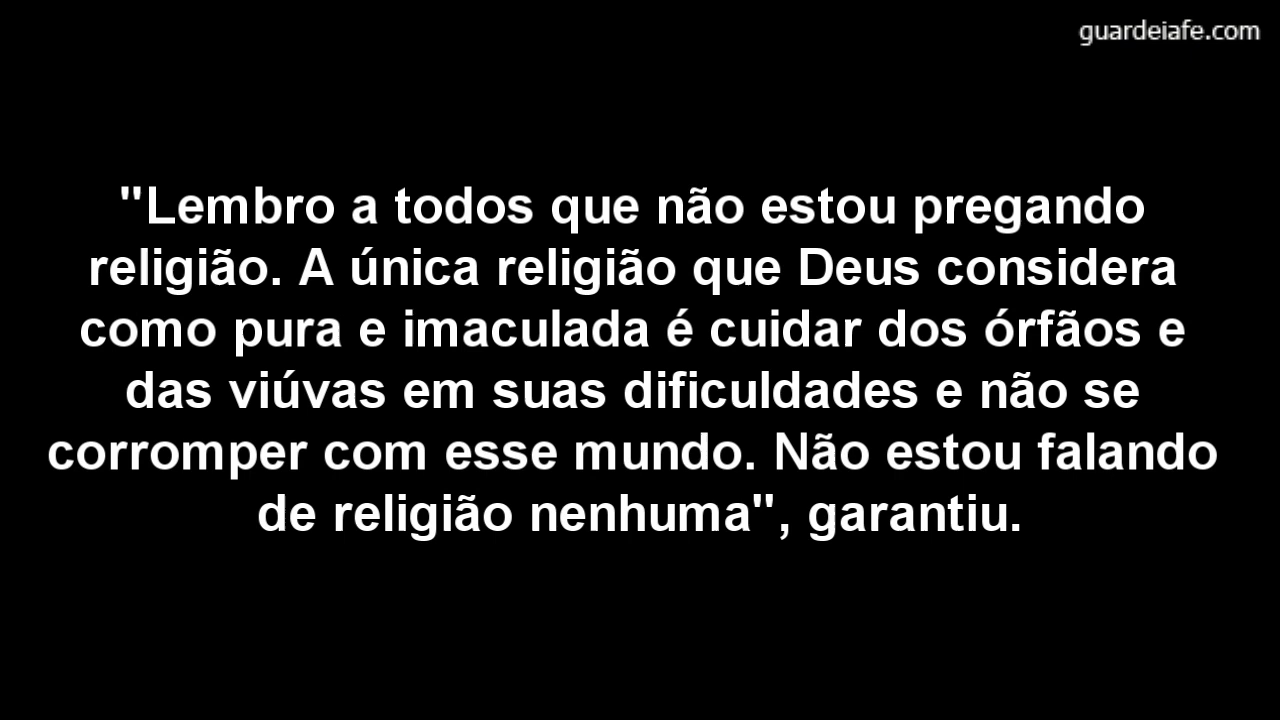 guardeiafe.com
"Lembro a todos que não estou pregando
religião. A única religião que Deus considera
como pura e imaculada é cuidar dos órfãos e
das viúvas em suas dificuldades e não se
corromper com esse mundo. Não estou falando
de religião nenhuma", garantiu.